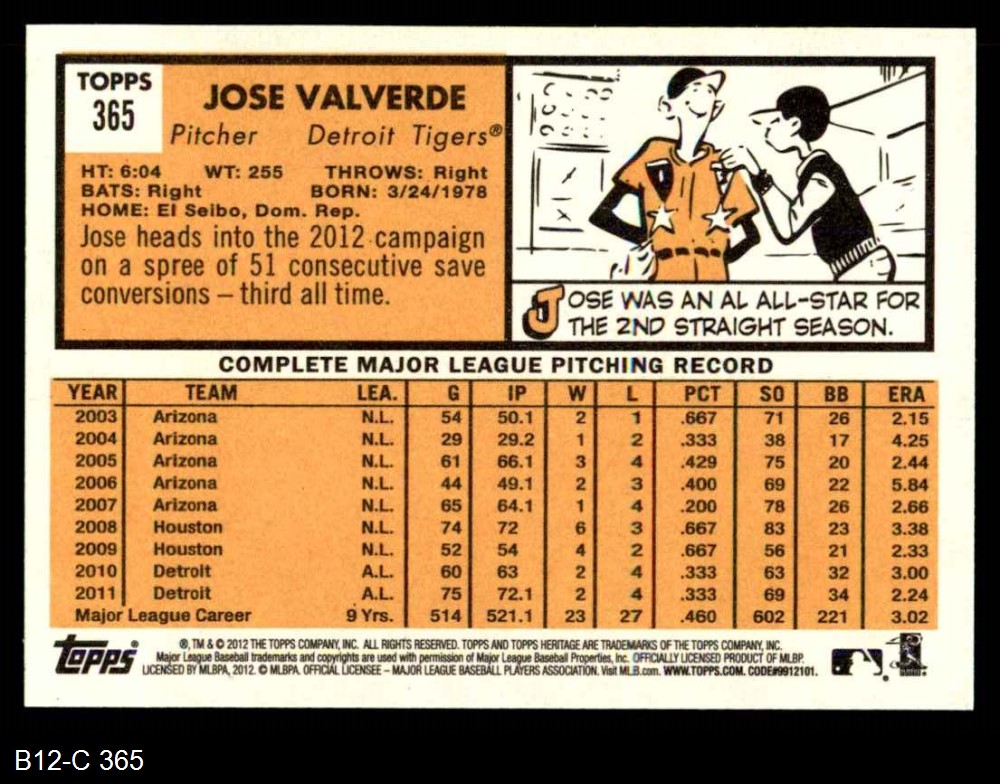 TOPPS
365
JOSE VALVERDE
Pitcher Detroit Tigers®
HT: 6:04 WT: 255 THROWS: Right
BATS: Right BORN: 3/24/1978
HOME: El Seibo, Dom. Rep.
Jose heads into the 2012 campaign
on a spree of 51 consecutive save
conversions – third all time.
JOSE WAS AN AL ALL-STAR FOR
THE 2ND STRAIGHT SEASON.
COMPLETE MAJOR LEAGUE PITCHING RECORD
YEAR TEAM LEA. G IP W L PCT SO BB ERA
2003 Arizona N.L. 54 50.1 2 1 .667 71 26 2.15
2004 Arizona N.L. 29 29.2 1 2 .333 38 17 4.25
2005 Arizona N.L. 61 66.1 3 4 .429 75 20 2.44
2006 Arizona N.L. 44 49.1 2 3 .400 69 22 5.84
2007 Arizona N.L. 65 64.1 1 4 .200 78 26 2.66
2008 Houston N.L. 74 72 6 3 .667 83 23 3.38
2009 Houston N.L. 52 54 4 2 .667 56 21 2.33
2010 Detroit A.L. 60 63 2 4 .333 63 32 3.00
2011 Detroit A.L. 75 72.1 2 4 .333 69 34 2.24
Major League Career 9 Yrs. 514 521.1 23 27 .460 602 221 3.02
Topps
®, TM & © 2012 THE TOPPS COMPANY, INC. ALL RIGHTS RESERVED. TOPPS AND TOPPS HERITAGE ARE TRADEMARKS OF THE TOPPS COMPANY, INC.
Major League Baseball trademarks and copyrights are used with permission of Major League Baseball Properties, Inc. OFFICIALLY LICENSED PRODUCT OF MLBP.
LICENSED BY MLBPA, 2012. © MLBPA. OFFICIAL LICENSEE – MAJOR LEAGUE BASEBALL PLAYERS ASSOCIATION. Visit MLB.com. WWW.TOPPS.COM. CODE#9912101.
B12-C 365